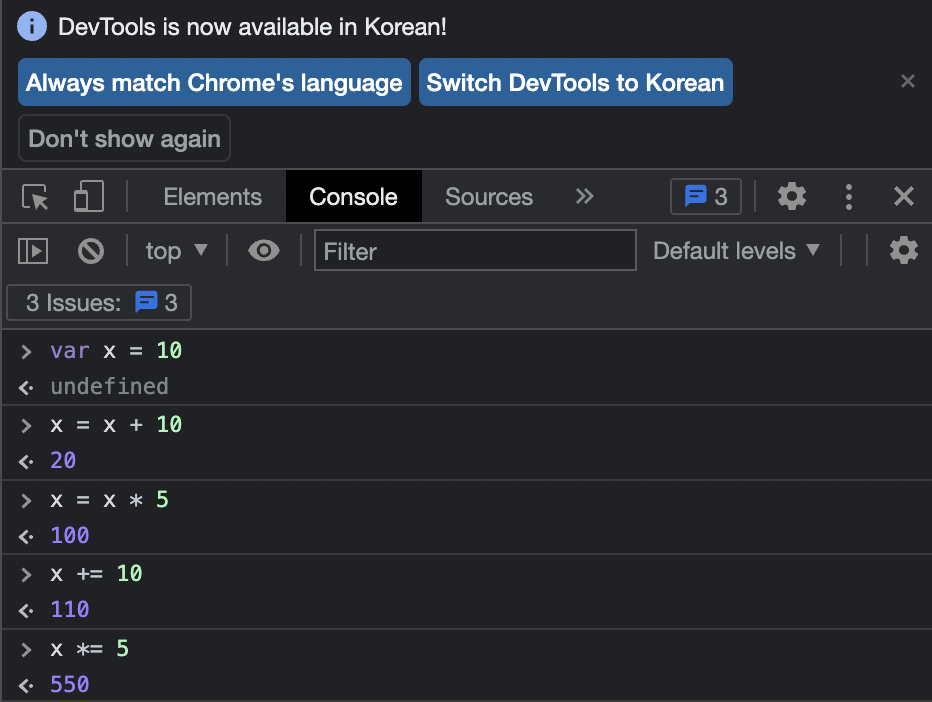 DevTools is now available in Korean!
Always match Chrome's language Switch DevTools to Korean
Don't show again
Elements Console Sources 3
top Filter Default levels
3 Issues: 3
> var x = 10
undefined
> x = x + 10
20
> x = x * 5
100
> x += 10
110
> x *= 5
550